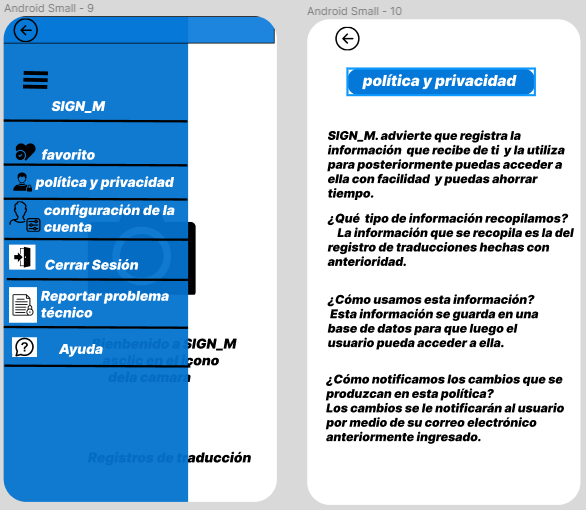 Android Small - 9
SIGN_M
favorito
política y privacidad
configuración de la
cuenta
Cerrar Sesión
Reportar problema
técnico
Ayuda
Bienbenido a SIGN_M
asclic en el içono
dela camara
Registros de traducción
Android Small - 10
política y privacidad
SIGN_M. advierte que registra la
información que recibe de ti y la utiliza
para posteriormente puedas acceder a
ella con facilidad y puedas ahorrar
tiempo.
¿Qué tipo de información recopilamos?
La información que se recopila es la del
registro de traducciones hechas con
anterioridad.
¿Cómo usamos esta información?
Esta información se guarda en una
base de datos para que luego el
usuario pueda acceder a ella.
¿Cómo notificamos los cambios que se
produzcan en esta política?
Los cambios se le notificarán al usuario
por medio de su correo electrónico
anteriormente ingresado.